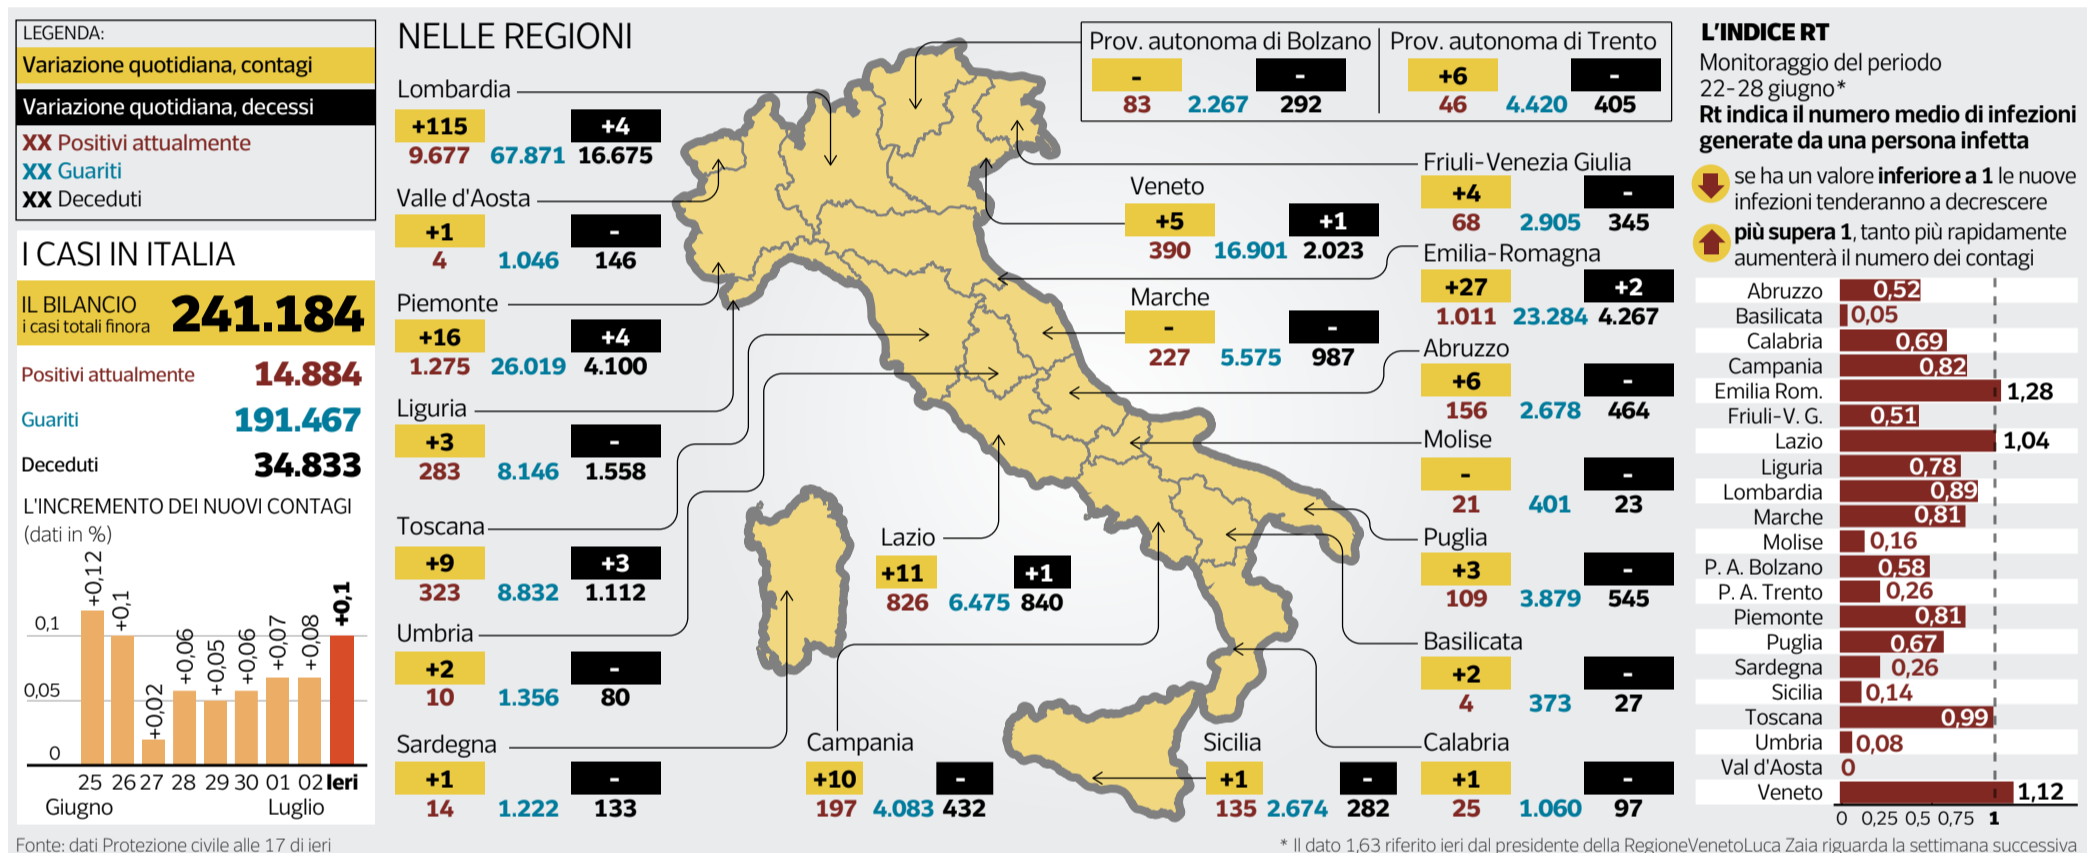 LEGENDA:
Variazione quotidiana, contagi
Variazione quotidiana, decessi
XX Positivi attualmente
XX Guariti
XX Deceduti
I CASI IN ITALIA
IL BILANCIO
i casi totali finora
241.184
Positivi attualmente 14.884
Guariti 191.467
Deceduti 34.833
L'INCREMENTO DEI NUOVI CONTAGI
(dati in %)
0,1
0,05
0
+0,12
+0,1
+0,02
+0,06
+0,05
+0,06
+0,07
+0,08
+0,1
25 26 27 28 29 30 01 02 Ieri
Giugno Luglio
Fonte: dati Protezione civile alle 17 di ieri
NELLE REGIONI
Lombardia
+115 +4
9.677 67.871 16.675
Valle d'Aosta
+1 -
4 1.046 146
Piemonte
+16 +4
1.275 26.019 4.100
Liguria
+3 -
283 8.146 1.558
Toscana
+9 +3
323 8.832 1.112
Umbria
+2 -
10 1.356 80
Sardegna
+1 -
14 1.222 133
Prov. autonoma di Bolzano
- -
83 2.267 292
Prov. autonoma di Trento
+6 -
46 4.420 405
Veneto
+5 +1
390 16.901 2.023
Marche
- -
227 5.575 987
Lazio
+11 +1
826 6.475 840
Campania
+10 -
197 4.083 432
Sicilia
+1 -
135 2.674 282
Friuli-Venezia Giulia
+4 -
68 2.905 345
Emilia-Romagna
+27 +2
1.011 23.284 4.267
Abruzzo
+6 -
156 2.678 464
Molise
- -
21 401 23
Puglia
+3 -
109 3.879 545
Basilicata
+2 -
4 373 27
Calabria
+1 -
25 1.060 97
L'INDICE RT
Monitoraggio del periodo
22-28 giugno*
Rt indica il numero medio di infezioni
generate da una persona infetta
se ha un valore inferiore a 1 le nuove
infezioni tenderanno a decrescere
più supera 1, tanto più rapidamente
aumenterà il numero dei contagi
Abruzzo 0,52
Basilicata 0,05
Calabria 0,69
Campania 0,82
Emilia Rom. 1,28
Friuli-V. G. 0,51
Lazio 1,04
Liguria 0,78
Lombardia 0,89
Marche 0,81
Molise 0,16
P. A. Bolzano 0,58
P. A. Trento 0,26
Piemonte 0,81
Puglia 0,67
Sardegna 0,26
Sicilia 0,14
Toscana 0,99
Umbria 0,08
Val d'Aosta 0
Veneto 1,12
0 0,25 0,5 0,75 1
* Il dato 1,63 riferito ieri dal presidente della RegioneVenetoLuca Zaia riguarda la settimana successiva